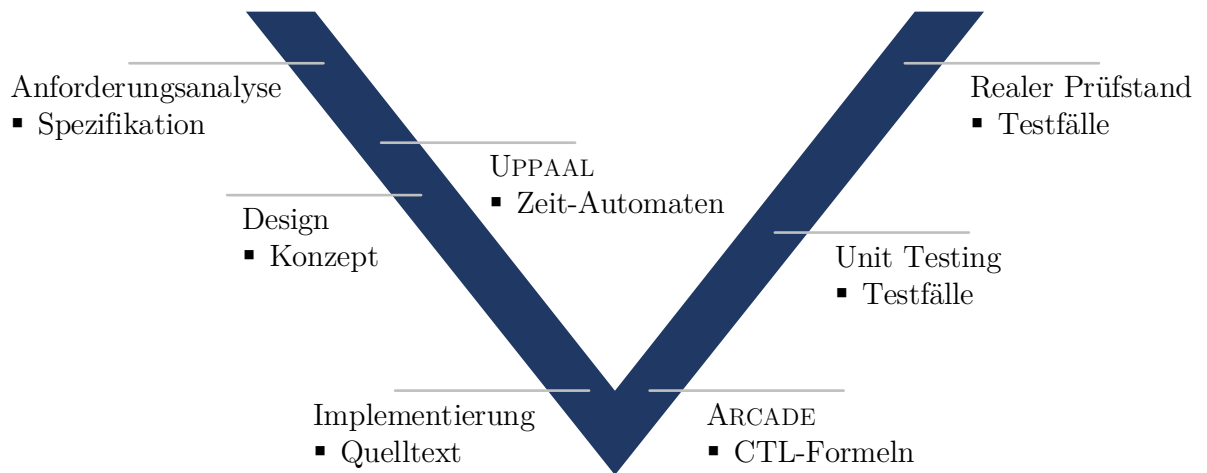 Anforderungsanalyse
▪ Spezifikation
Realer Prüfstand
▪ Testfälle
UPPAAL
▪ Zeit-Automaten
Design
▪ Konzept
Unit Testing
▪ Testfälle
Implementierung
▪ Quelltext
ARCADE
▪ CTL-Formeln